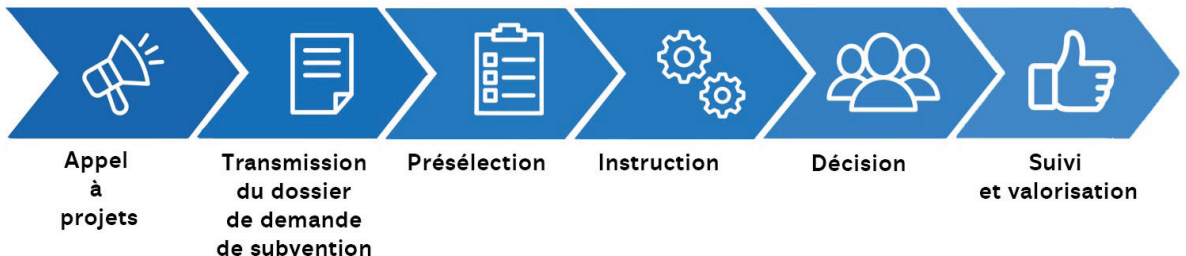 Appel
à
projets
Transmission
du dossier
de demande
de subvention
Présélection
Instruction
Décision
Suivi
et valorisation